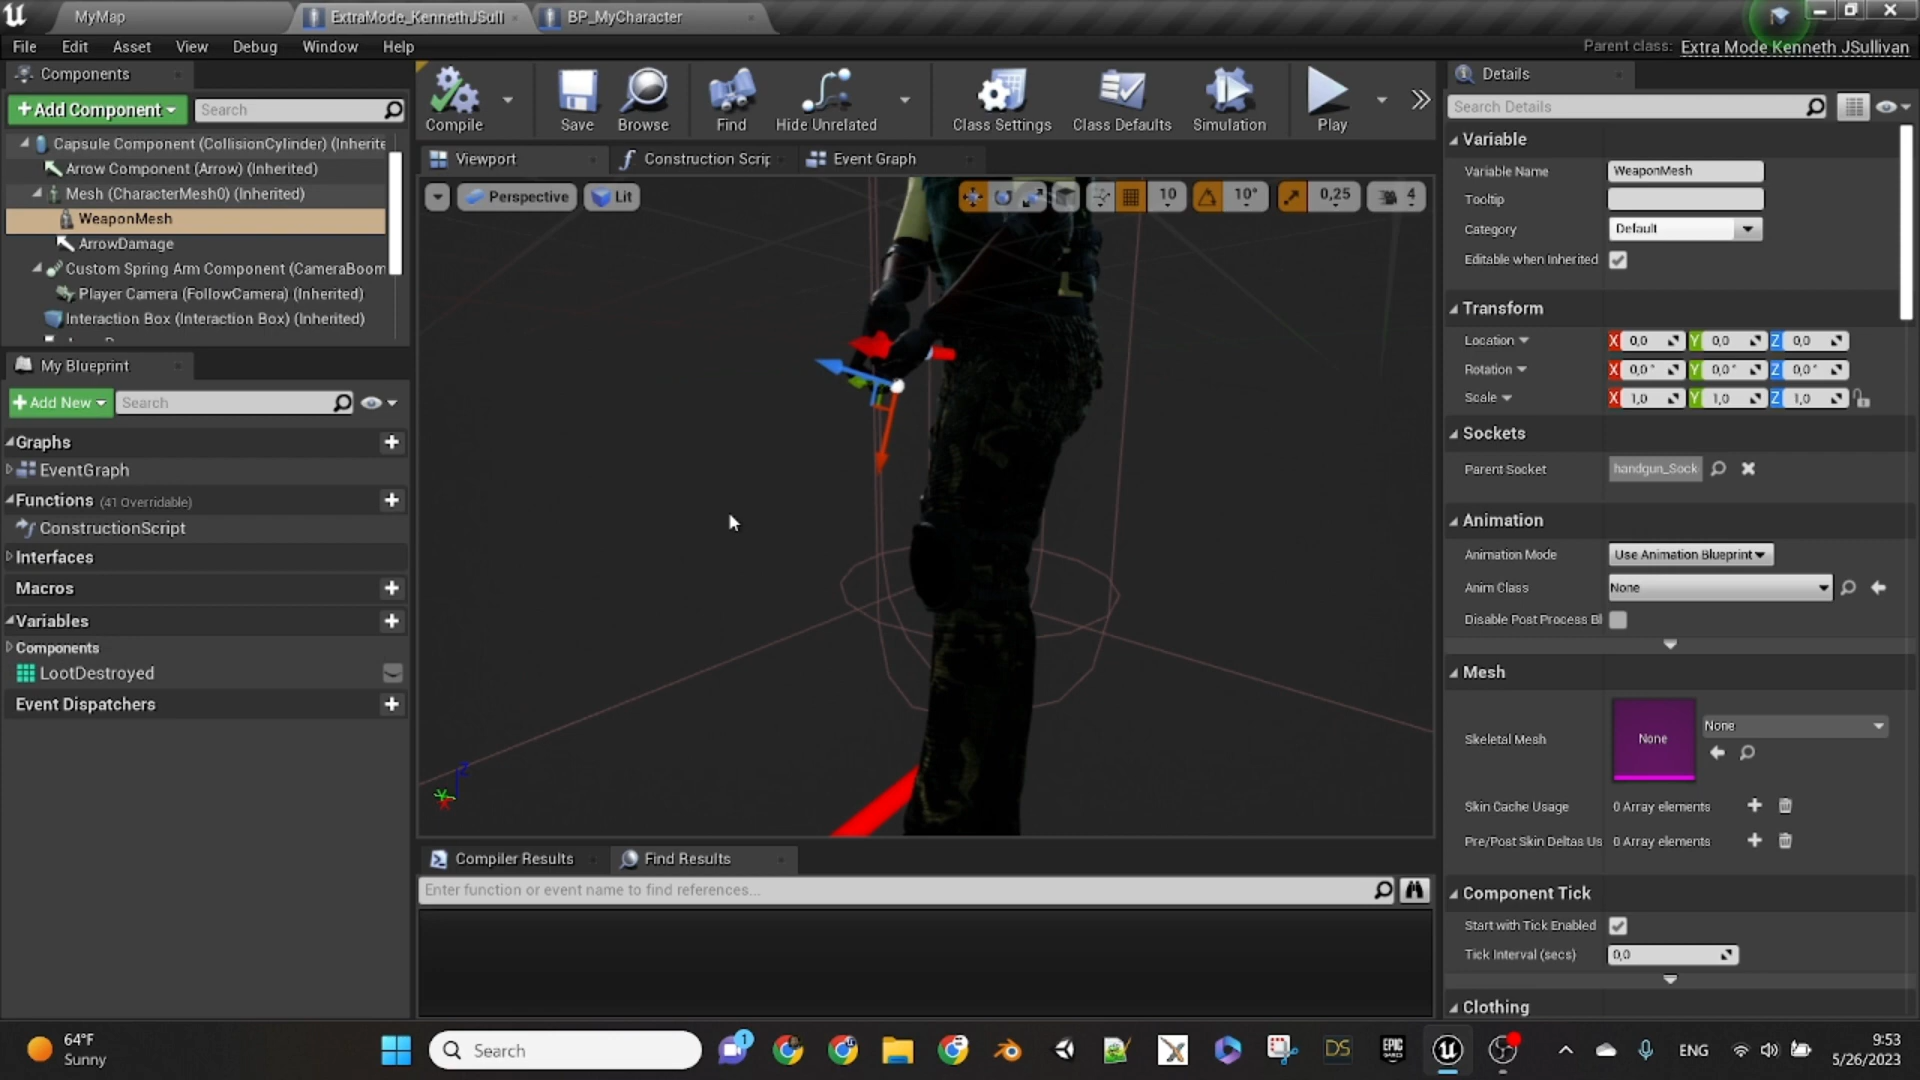 MyMap
ExtraMode_KennethJSull
BP_MyCharacter
File Edit Asset View Debug Window Help
Parent class: Extra Mode Kenneth JSullivan
Components
Add Component
Search
Capsule Component (CollisionCylinder) (Inherite
Arrow Component (Arrow) (Inherited)
Mesh (CharacterMesh0) (Inherited)
WeaponMesh
ArrowDamage
Custom Spring Arm Component (CameraBoom
Player Camera (FollowCamera) (Inherited)
Interaction Box (Interaction Box) (Inherited)
My Blueprint
Add New
Search
Graphs
EventGraph
Functions (41 Overridable)
ConstructionScript
Interfaces
Macros
Variables
Components
LootDestroyed
Event Dispatchers
Compile
Save
Browse
Find
Hide Unrelated
Class Settings
Class Defaults
Simulation
Play
Viewport
Construction Scrip
Event Graph
Perspective
Lit
10
10°
0,25
4
Z
Y
X
Compiler Results
Find Results
Enter function or event name to find references...
Details
Search Details
Variable
Variable Name WeaponMesh
Tooltip
Category Default
Editable when Inherited
Transform
Location X 0,0 Y 0,0 Z 0,0
Rotation X 0,0° Y 0,0° Z 0,0°
Scale X 1,0 Y 1,0 Z 1,0
Sockets
Parent Socket handgun_Sock
Animation
Animation Mode Use Animation Blueprint
Anim Class None
Disable Post Process Bl
Mesh
Skeletal Mesh None None
Skin Cache Usage 0 Array elements
Pre/Post Skin Deltas Us 0 Array elements
Component Tick
Start with Tick Enabled
Tick Interval (secs) 0,0
Clothing
64°F
Sunny
Search
1
DS
EPIC GAMES
ENG
9:53
5/26/2023